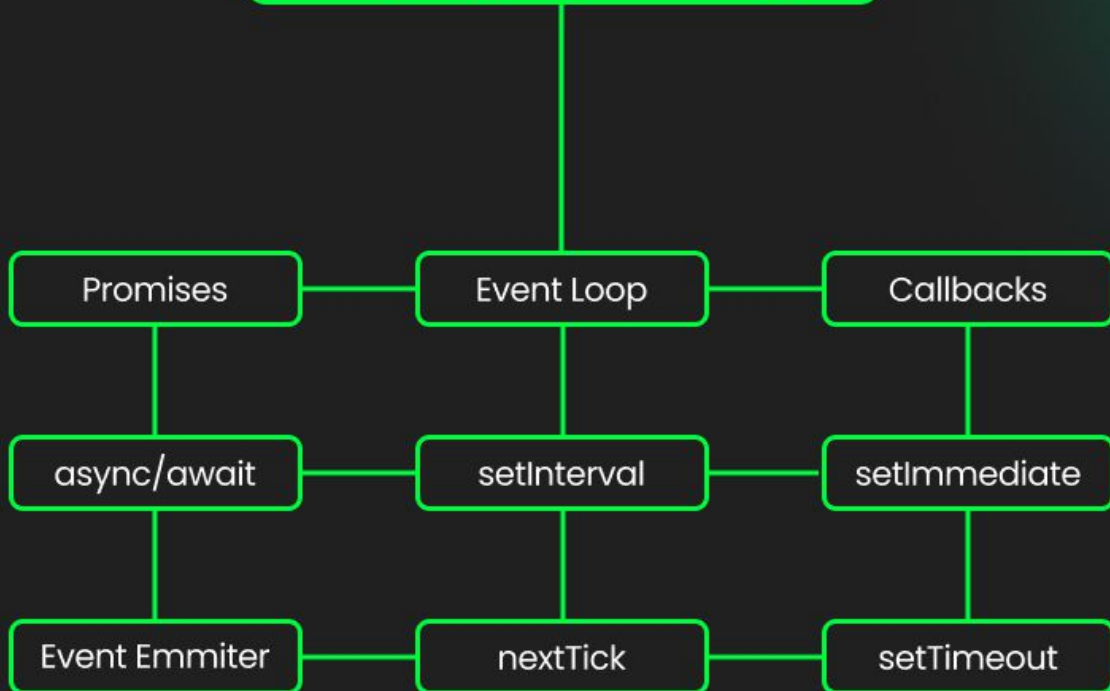 Promises
Event Loop
Callbacks
async/await
setInterval
setImmediate
Event Emmiter
nextTick
setTimeout